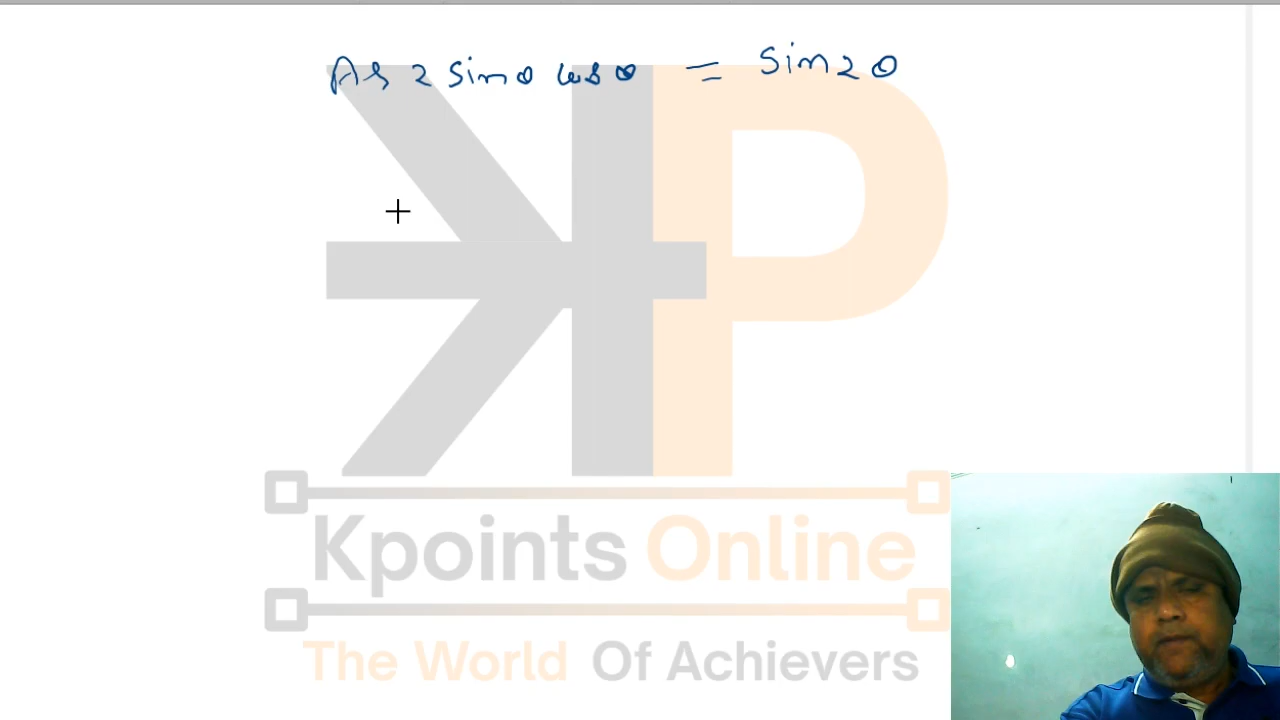 As 2 sinθ cosθ = sin2θ
Kpoints Online
The World Of Achievers